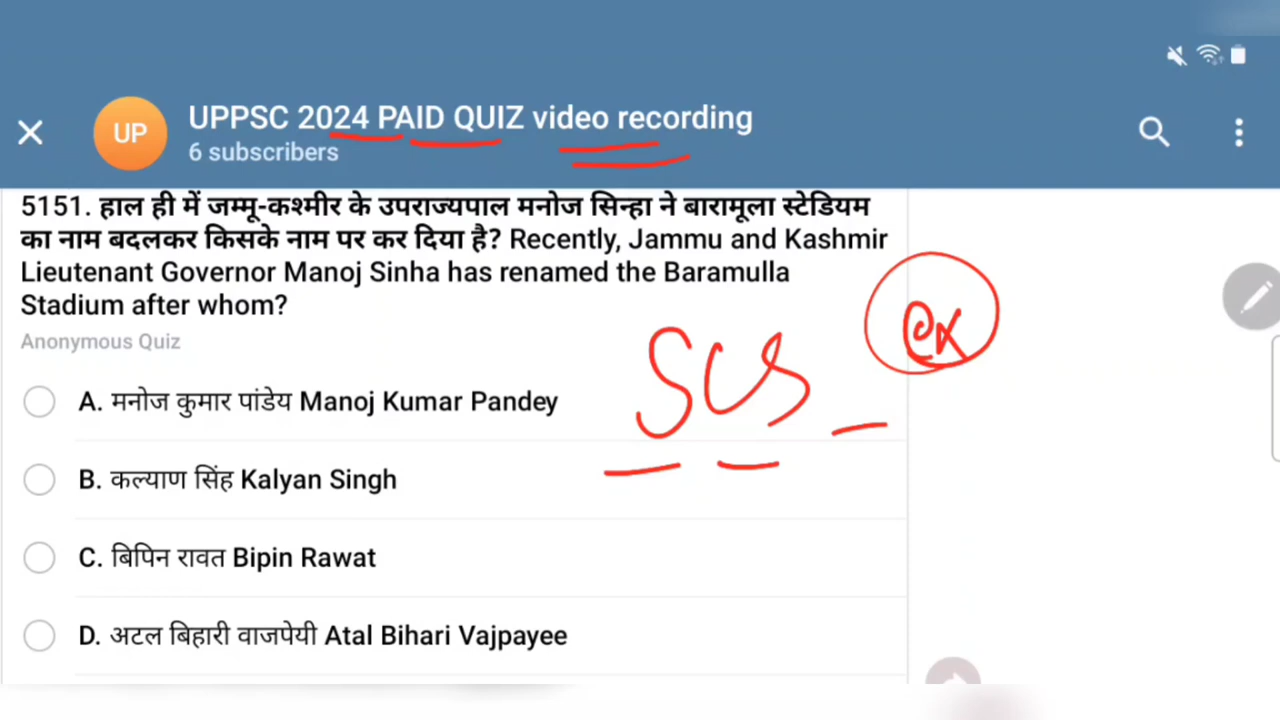 UPPSC 2024 PAID QUIZ video recording
UP
6 subscribers
5151. हाल ही में जम्मू-कश्मीर के उपराज्यपाल मनोज सिन्हा ने बारामूला स्टेडियम
का नाम बदलकर किसके नाम पर कर दिया है? Recently, Jammu and Kashmir
Lieutenant Governor Manoj Sinha has renamed the Baramulla
Stadium after whom?
Anonymous Quiz
A. मनोज कुमार पांडेय Manoj Kumar Pandey
B. कल्याण सिंह Kalyan Singh
C. बिपिन रावत Bipin Rawat
D. अटल बिहारी वाजपेयी Atal Bihari Vajpayee